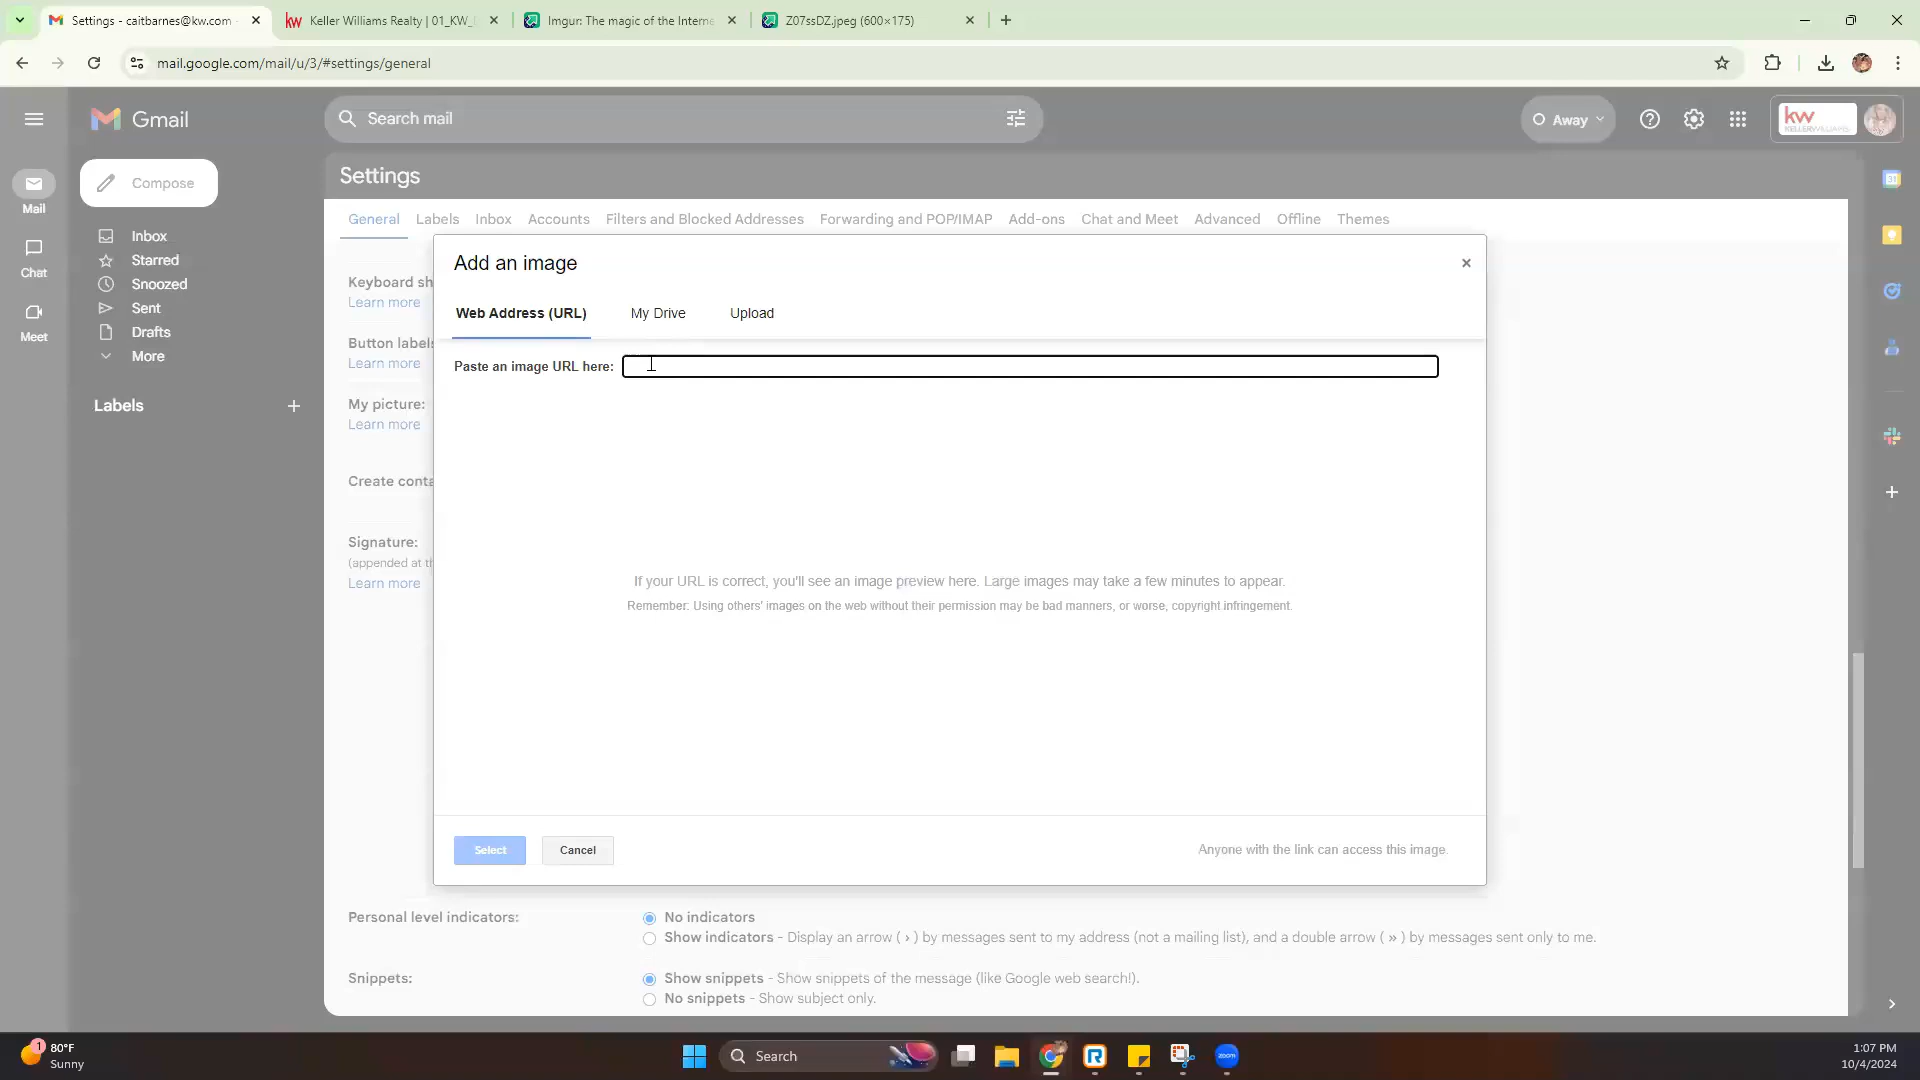 Settings - caitbarnes@kw.com -
Keller Williams Realty | 01_KW_
Imgur: The magic of the Interne
Z07ssDZ.jpeg (600×175)
mail.google.com/mail/u/3/#settings/general
Gmail
Search mail
Away
kw
KELLERWILLIAMS
Compose
Mail
Chat
Meet
Inbox
Starred
Snoozed
Sent
Drafts
More
Labels
Settings
General
Labels
Inbox
Accounts
Filters and Blocked Addresses
Forwarding and POP/IMAP
Add-ons
Chat and Meet
Advanced
Offline
Themes
Keyboard sh
Learn more
Button labels
Learn more
My picture:
Learn more
Create conta
Signature:
(appended at th
Learn more
Add an image
Web Address (URL)
My Drive
Upload
Paste an image URL here:
If your URL is correct, you'll see an image preview here. Large images may take a few minutes to appear.
Remember: Using others' images on the web without their permission may be bad manners, or worse, copyright infringement.
Select
Cancel
Anyone with the link can access this image.
Personal level indicators:
No indicators
Show indicators - Display an arrow ( › ) by messages sent to my address (not a mailing list), and a double arrow ( » ) by messages sent only to me.
Snippets:
Show snippets - Show snippets of the message (like Google web search!).
No snippets - Show subject only.
31
1
80°F
Sunny
Search
zoom
1:07 PM
10/4/2024